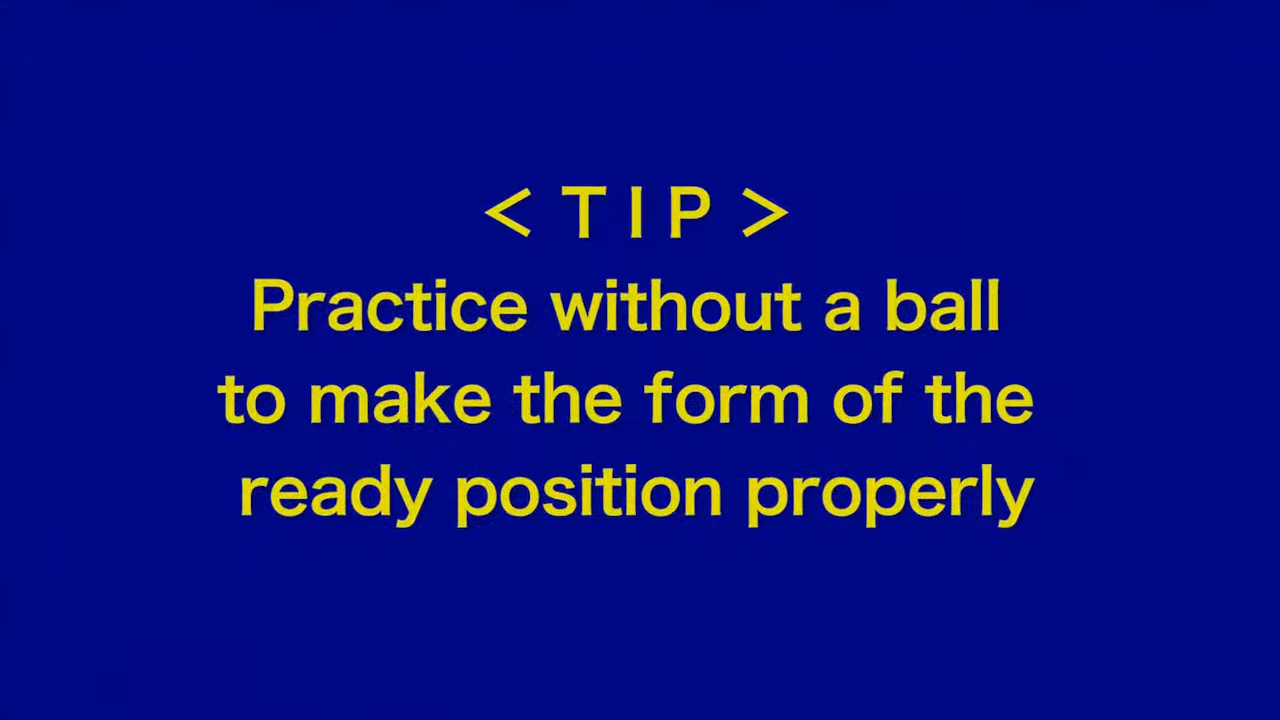 < T I P >
Practice without a ball
to make the form of the
ready position properly